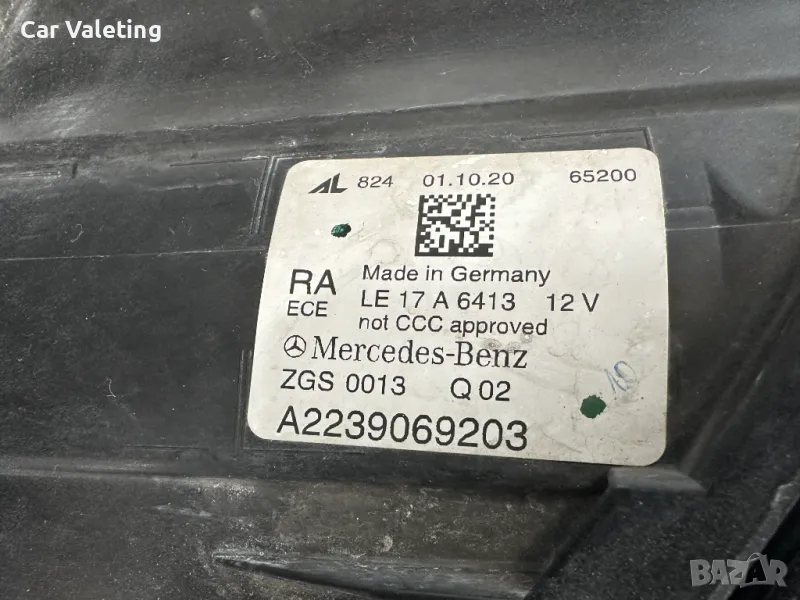 Car Valeting
AL 824 01.10.20 65200
RA Made in Germany
ECE LE 17 A 6413 12 V
not CCC approved
Mercedes-Benz
ZGS 0013 Q 02
10
A2239069203
BAZAR